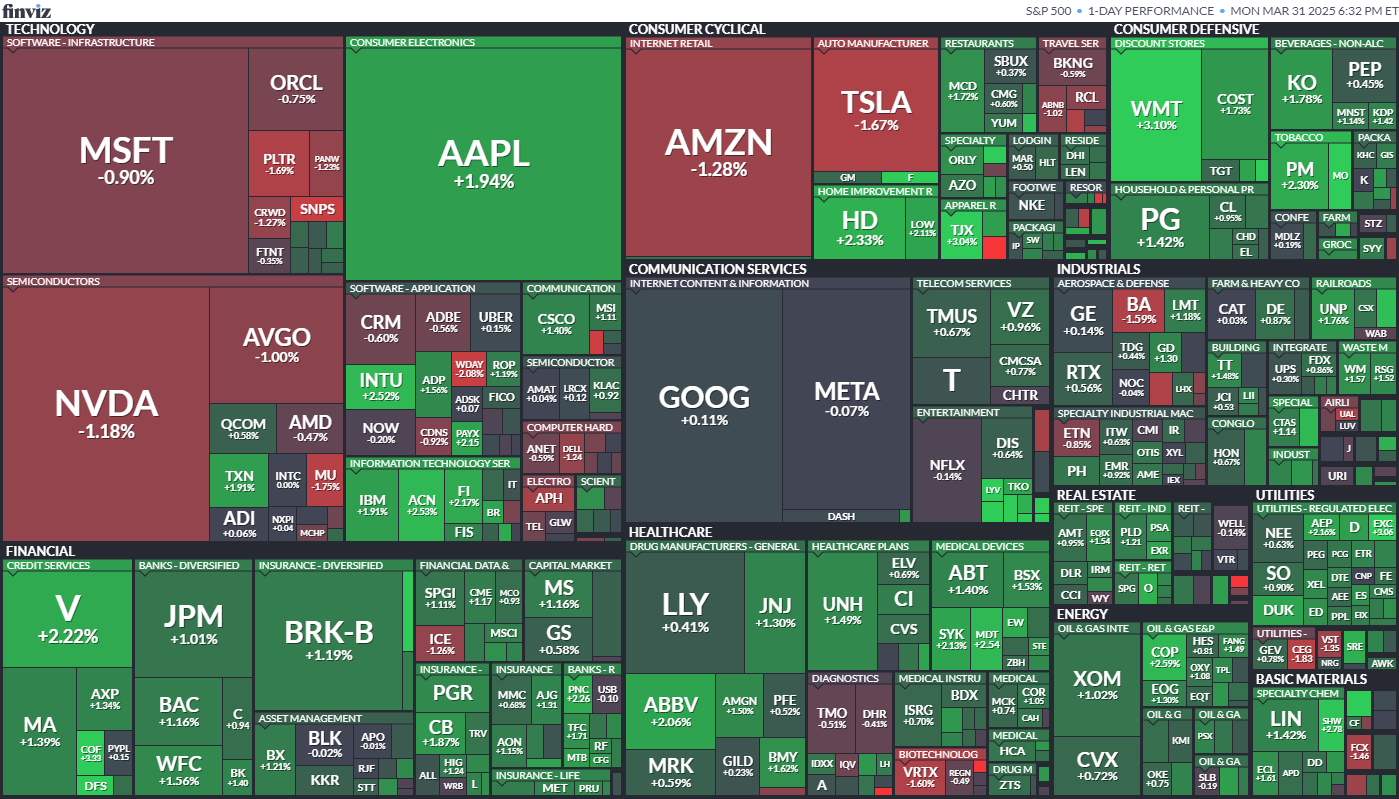 finviz
S&P 500 • 1-DAY PERFORMANCE • MON MAR 31 2025 6:32 PM ET
TECHNOLOGY
SOFTWARE - INFRASTRUCTURE
MSFT
-0.90%
ORCL
-0.75%
PLTR
-1.69%
PANW
-1.23%
CRWD
-1.27%
SNPS
FTNT
-0.35%
CONSUMER ELECTRONICS
AAPL
+1.94%
SEMICONDUCTORS
NVDA
-1.18%
AVGO
-1.00%
QCOM
+0.58%
AMD
-0.47%
TXN
+1.91%
INTC
0.00%
MU
-1.75%
ADI
+0.06%
NXPI
+0.04
MCHP
SOFTWARE - APPLICATION
CRM
-0.60%
ADBE
-0.56%
UBER
+0.15%
INTU
+2.52%
ADP
+1.56%
WDAY
-2.08%
ROP
+1.19%
ADSK
+0.07
FICO
NOW
-0.20%
CDNS
-0.92%
PAYX
+2.15
INFORMATION TECHNOLOGY SER
IBM
+1.91%
ACN
+2.53%
FI
+2.17%
IT
BR
FIS
COMMUNICATION
CSCO
+1.40%
MSI
+1.11
SEMICONDUCTOR
AMAT
+0.04%
LRCX
+0.12
KLAC
+0.92
COMPUTER HARD
ANET
-0.59%
DELL
-1.24
ELECTRO
APH
TEL
GLW
SCIENT
CONSUMER CYCLICAL
INTERNET RETAIL
AMZN
-1.28%
AUTO MANUFACTURER
TSLA
-1.67%
GM
F
HOME IMPROVEMENT R
HD
+2.33%
LOW
+2.11%
RESTAURANTS
MCD
+1.72%
SBUX
+0.37%
CMG
+0.60%
YUM
TRAVEL SER
BKNG
-0.59%
ABNB
-1.02
RCL
SPECIALTY
ORLY
AZO
LODGIN
MAR
+0.50
HLT
RESIDE
DHI
LEN
APPAREL R
TJX
+3.04%
FOOTWE
NKE
RESOR
PACKAGI
IP
SW
CONSUMER DEFENSIVE
DISCOUNT STORES
WMT
+3.10%
COST
+1.73%
TGT
BEVERAGES - NON-ALC
KO
+1.78%
PEP
+0.45%
MNST
+1.14%
KDP
+1.42
TOBACCO
PM
+2.30%
MO
PACKA
KHC
GIS
K
HOUSEHOLD & PERSONAL PR
PG
+1.42%
CL
+0.95%
CHD
EL
CONFE
MDLZ
+0.19%
FARM
STZ
GROC
SYY
COMMUNICATION SERVICES
INTERNET CONTENT & INFORMATION
GOOG
+0.11%
META
-0.07%
DASH
TELECOM SERVICES
TMUS
+0.67%
VZ
+0.96%
T
CMCSA
+0.77%
CHTR
ENTERTAINMENT
NFLX
-0.14%
DIS
+0.64%
LYV
TKO
INDUSTRIALS
AEROSPACE & DEFENSE
GE
+0.14%
BA
-1.59%
LMT
+1.18%
RTX
+0.56%
TDG
+0.44%
GD
+1.30
NOC
-0.04%
LHX
FARM & HEAVY CO
CAT
+0.03%
DE
+0.87%
RAILROADS
UNP
+1.76%
CSX
WAB
BUILDING
TT
+1.48%
JCI
+0.53
LII
INTEGRATE
UPS
+0.30%
FDX
+0.86%
WASTE M
WM
+1.57
RSG
+1.52
SPECIALTY INDUSTRIAL MAC
ETN
-0.85%
ITW
+0.63%
CMI
IR
OTIS
XYL
PH
EMR
+0.92%
AME
IEX
CONGLO
HON
+0.67%
SPECIAL
CTAS
+1.14
AIRLI
UAL
LUV
INDUST
J
URI
FINANCIAL
CREDIT SERVICES
V
+2.22%
MA
+1.39%
AXP
+1.34%
COF
+3.33
PYPL
+0.15
DFS
BANKS - DIVERSIFIED
JPM
+1.01%
BAC
+1.16%
C
+0.94
WFC
+1.56%
BK
+1.40
INSURANCE - DIVERSIFIED
BRK-B
+1.19%
ASSET MANAGEMENT
BX
+1.21%
BLK
-0.02%
APO
-0.01%
KKR
RJF
STT
FINANCIAL DATA &
SPGI
+1.11%
CME
+1.17
MCO
+0.93
ICE
-1.26%
MSCI
CAPITAL MARKET
MS
+1.16%
GS
+0.58%
INSURANCE -
PGR
CB
+1.87%
TRV
ALL
HIG
+1.24
WRB
L
INSURANCE
MMC
+0.68%
AJG
+1.31
AON
+1.15%
BANKS - R
PNC
+2.26
USB
-0.10
TFC
+1.71
RF
MTB
CFG
INSURANCE - LIFE
MET
PRU
HEALTHCARE
DRUG MANUFACTURERS - GENERAL
LLY
+0.41%
JNJ
+1.30%
ABBV
+2.06%
AMGN
+1.50%
PFE
+0.52%
MRK
+0.59%
GILD
+0.23%
BMY
+1.62%
HEALTHCARE PLANS
UNH
+1.49%
ELV
+0.69%
CI
CVS
MEDICAL DEVICES
ABT
+1.40%
BSX
+1.53%
SYK
+2.13%
MDT
+2.54
EW
STE
ZBH
DIAGNOSTICS
TMO
-0.51%
DHR
-0.41%
IDXX
IQV
LH
A
MEDICAL INSTRU
ISRG
+0.70%
BDX
MEDICAL
MCK
+0.74
COR
+1.05
CAH
BIOTECHNOLOG
VRTX
-1.60%
REGN
-0.49
MEDICAL
HCA
DRUG M
ZTS
REAL ESTATE
REIT - SPE
AMT
+0.95%
EQIX
+1.54
DLR
IRM
CCI
WY
REIT - IND
PLD
+1.21
PSA
EXR
REIT - RET
SPG
O
REIT -
WELL
-0.14%
VTR
ENERGY
OIL & GAS INTE
XOM
+1.02%
CVX
+0.72%
OIL & GAS E&P
COP
+2.59%
HES
+0.81
FANG
+1.49
OXY
+1.08
TPL
EOG
+1.30%
EQT
OIL & G
KMI
OKE
+0.75
OIL & GA
PSX
OIL & GA
SLB
-0.19
UTILITIES
UTILITIES - REGULATED ELEC
NEE
+0.63%
AEP
+2.16%
D
EXC
+3.06
SO
+0.90%
PEG
PCG
ETR
XEL
DTE
CNP
FE
AEE
ES
CMS
DUK
ED
PPL
EIX
UTILITIES -
GEV
+0.78%
CEG
-1.83
VST
-1.35
SRE
NRG
AWK
BASIC MATERIALS
SPECIALTY CHEM
LIN
+1.42%
SHW
+2.78
CF
FCX
-1.46
ECL
+1.61
APD
DD